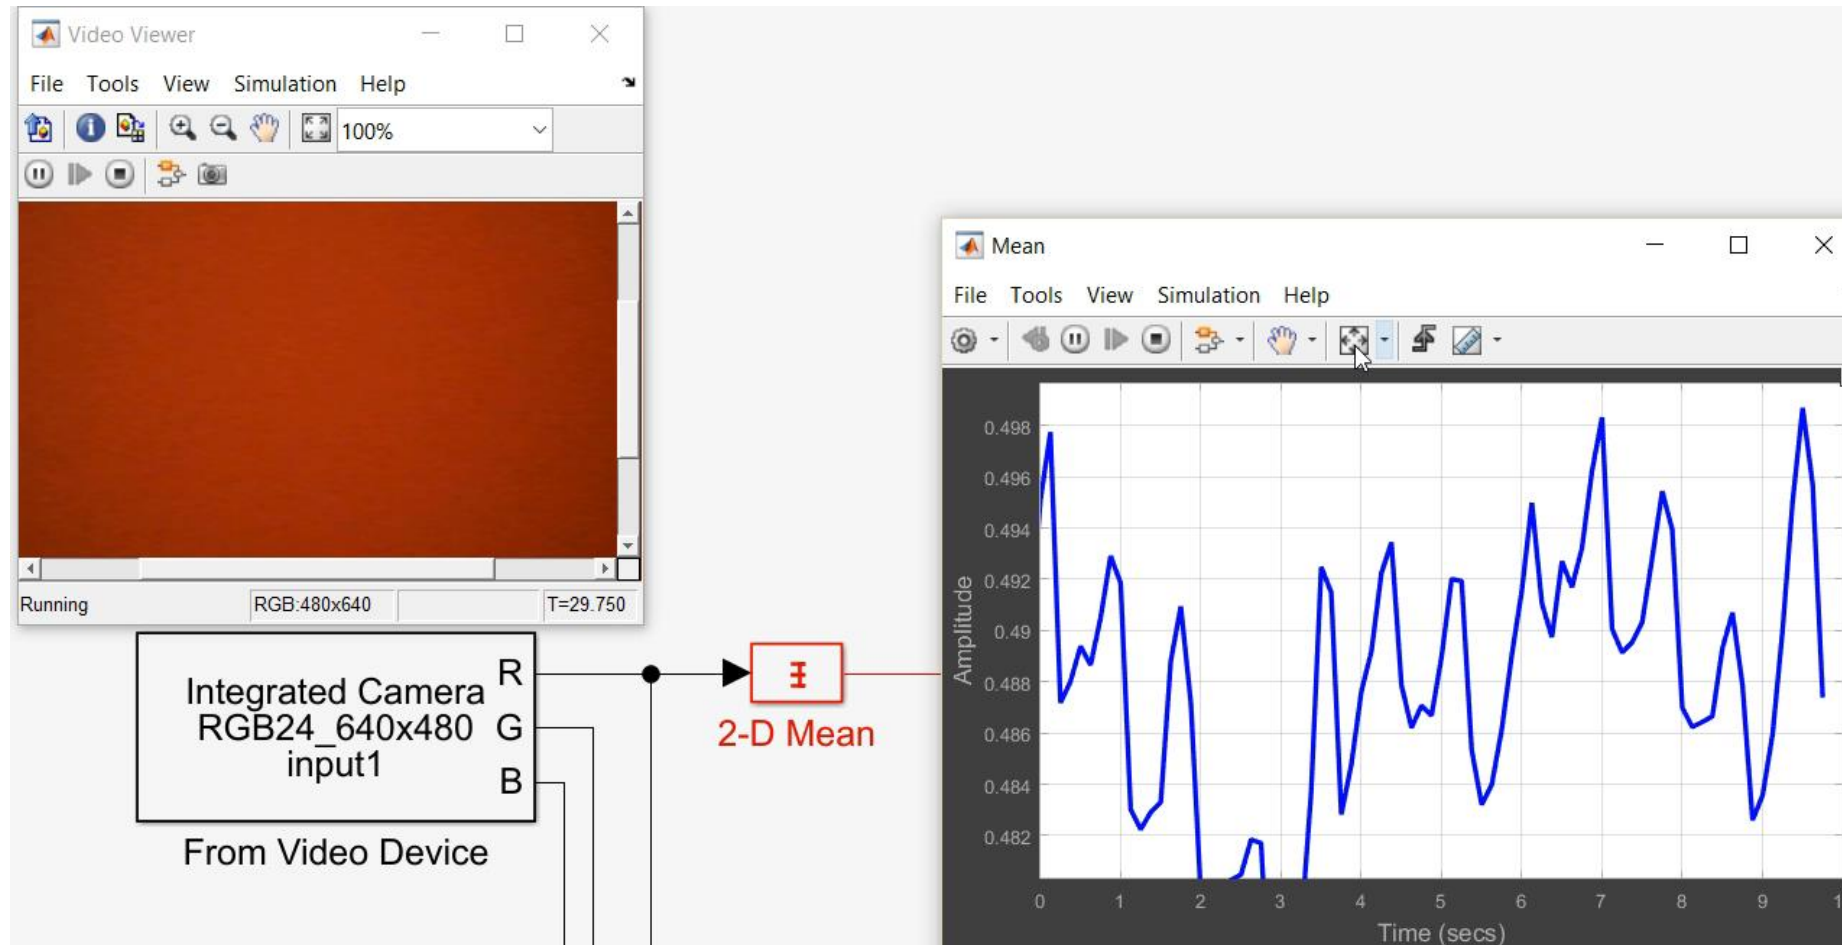 Video Viewer
File Tools View Simulation Help
100%
Running RGB:480x640 T=29.750
Integrated Camera
RGB24_640x480
input1
R
G
B
From Video Device
2-D Mean
Mean
File Tools View Simulation Help
0.498
0.496
0.494
0.492
0.49
0.488
0.486
0.484
0.482
Amplitude
0 1 2 3 4 5 6 7 8 9 1
Time (secs)